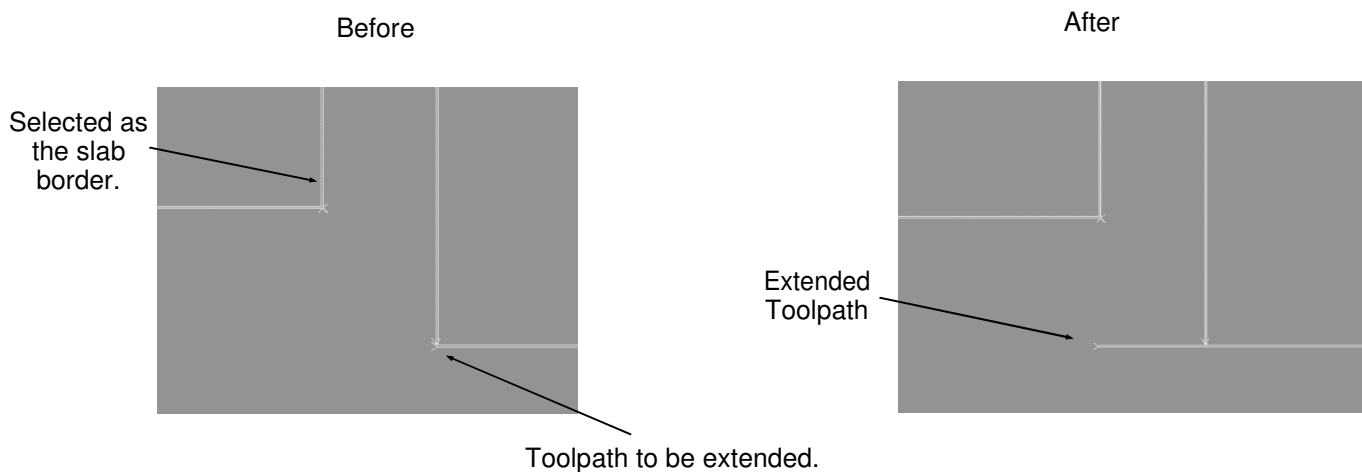 Before
After
Selected as
the slab
border.
Extended
Toolpath
Toolpath to be extended.